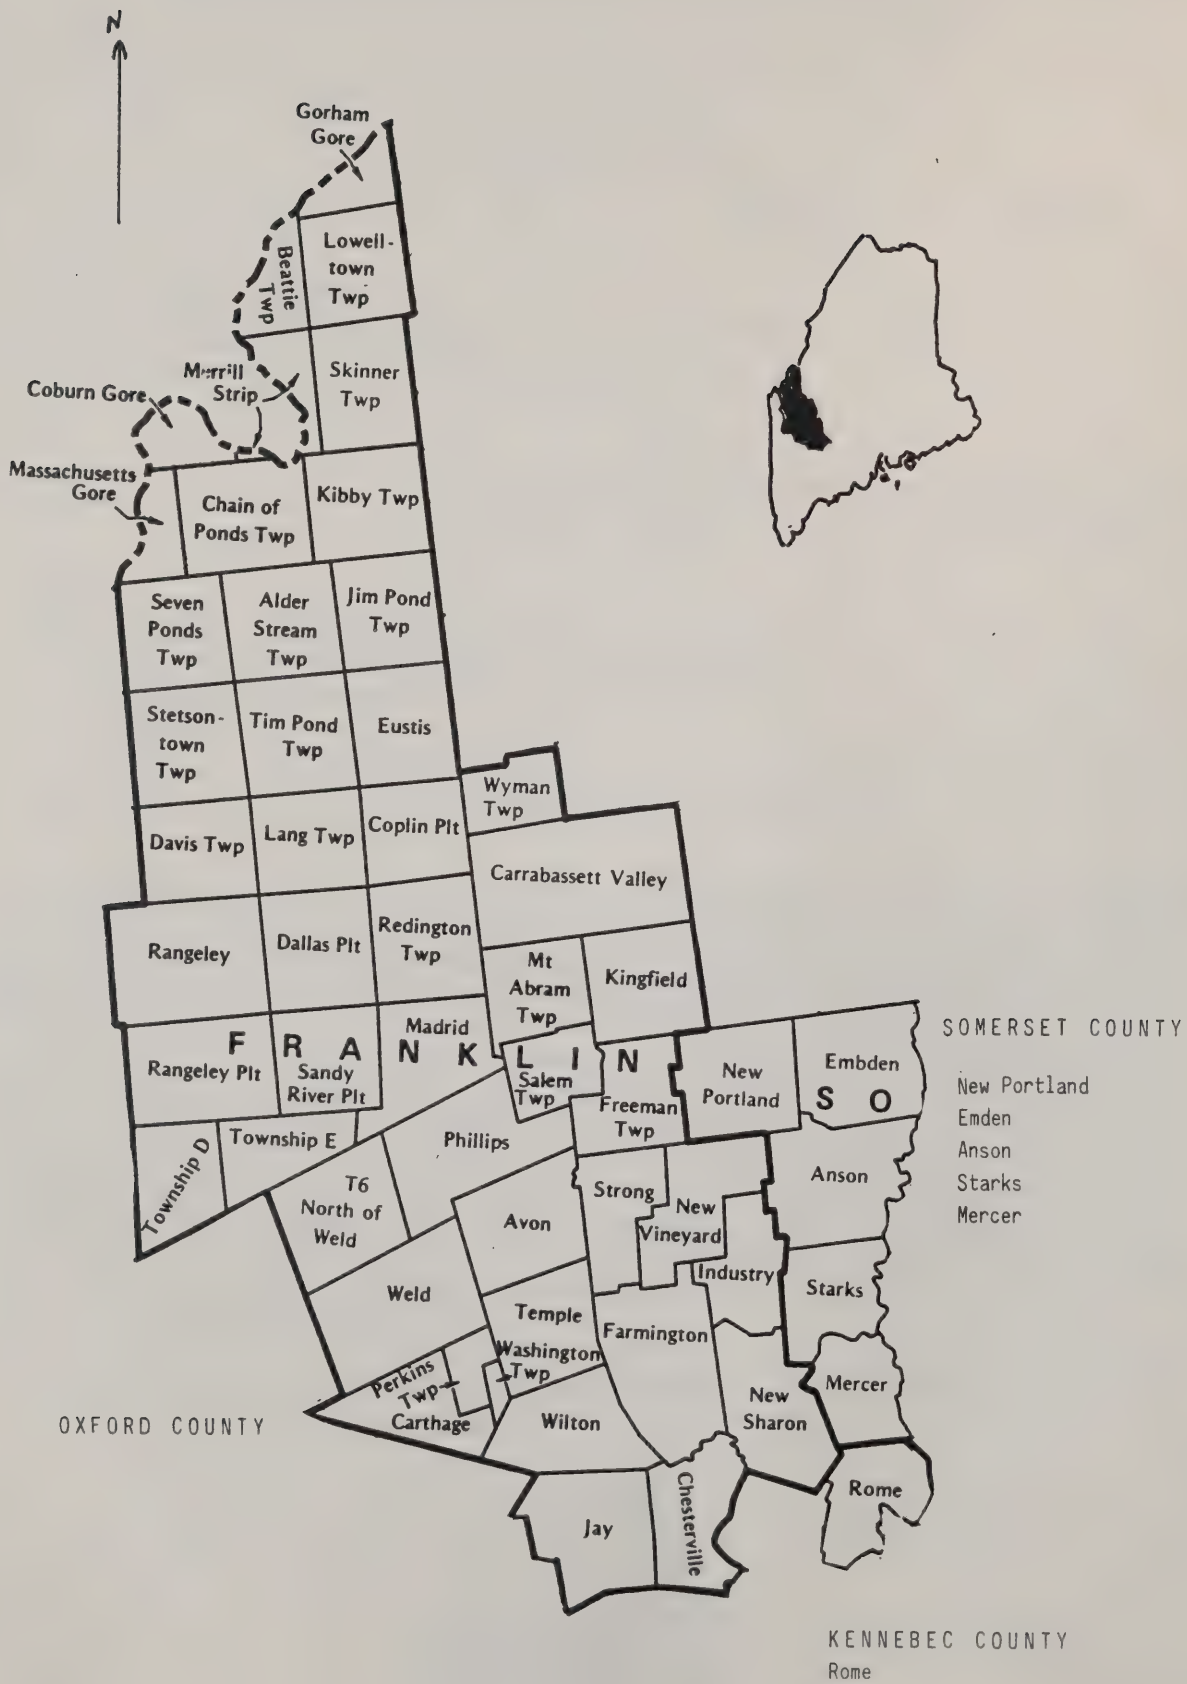 N
Gorham
Gore
Lowell-
town
Twp
Beattie
Twp
Merrill
Strip
Skinner
Twp
Coburn Gore
Massachusetts
Gore
Chain of
Ponds Twp
Kibby Twp
Seven
Ponds
Twp
Alder
Stream
Twp
Jim Pond
Twp
Stetson-
town
Twp
Tim Pond
Twp
Eustis
Wyman
Twp
Davis Twp
Lang Twp
Coplin Plt
Carrabassett Valley
Rangeley
Dallas Plt
Redington
Twp
Mt
Abram
Twp
Kingfield
FRANKLIN
Rangeley Plt
Sandy
River Plt
Madrid
Salem
Twp
Freeman
Twp
New
Portland
Embden
SO
SOMERSET COUNTY
New Portland
Emden
Anson
Starks
Mercer
Township D
Township E
Phillips
T6
North of
Weld
Avon
Strong
New
Vineyard
Anson
Industry
Starks
Weld
Temple
Farmington
Washington
Twp
Perkins
Twp
Carthage
Wilton
New
Sharon
Mercer
OXFORD COUNTY
Rome
Jay
Chesterville
KENNEBEC COUNTY
Rome